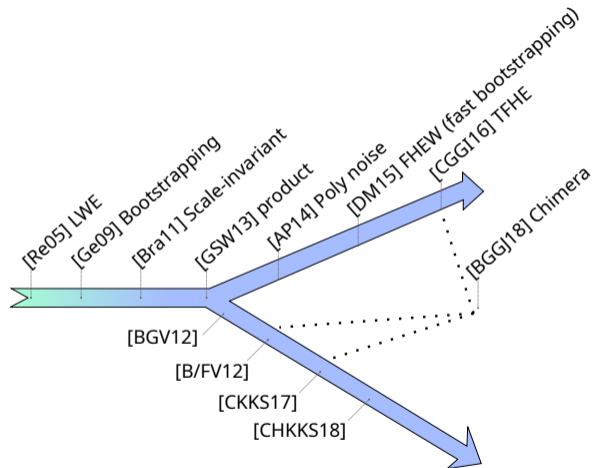 [Re05] LWE
[Ge09] Bootstrapping
[Bra11] Scale-invariant
[GSW13] product
[AP14] Poly noise
[DM15] FHEW (fast bootstrapping)
[CGGI16] TFHE
[BGGJ18] Chimera
[BGV12]
[B/FV12]
[CKKS17]
[CHKKS18]